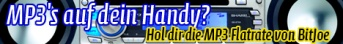 MP3's auf dein Handy?
Hol dir die MP3 Flatrate von BitJoe